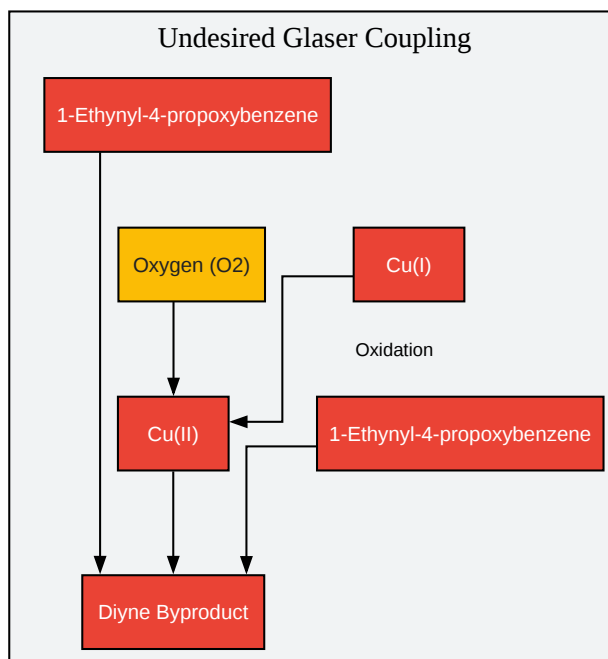 Undesired Glaser Coupling
1-Ethynyl-4-propoxybenzene
Oxygen (O2)
Cu(I)
Oxidation
Cu(II)
1-Ethynyl-4-propoxybenzene
Diyne Byproduct